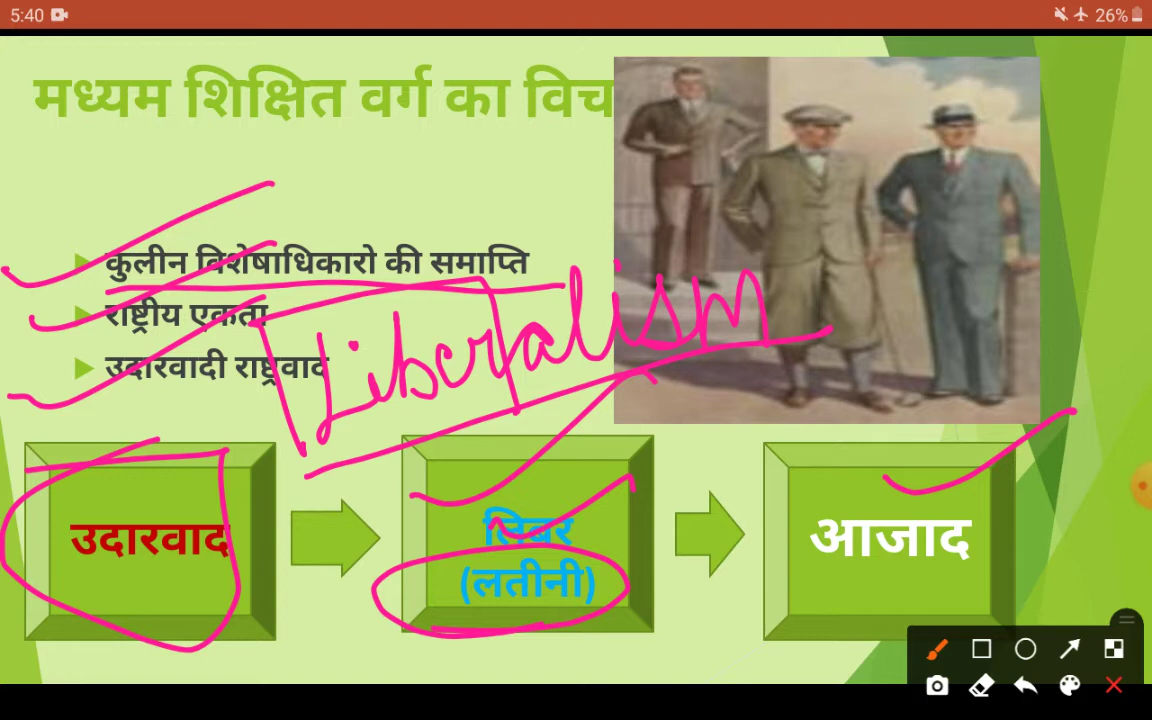 5:40 26%
मध्यम शिक्षित वर्ग का विच
कुलीन विशेषाधिकारो की समाप्ति
राष्ट्रीय एकता
उदारवादी राष्ट्रवाद
Liberalism
उदारवाद
लिबर
(लतीनी)
आजाद